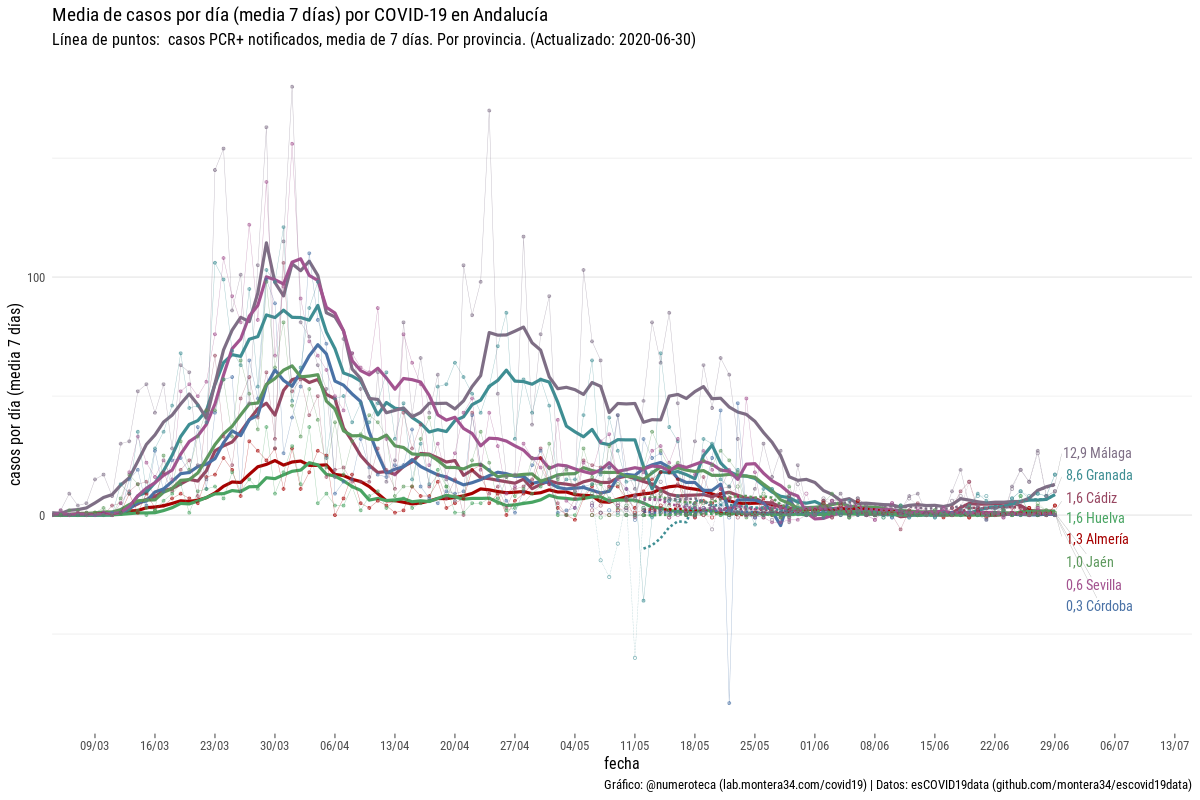 Media de casos por día (media 7 días) por COVID-19 en Andalucía
Línea de puntos:  casos PCR+ notificados, media de 7 días. Por provincia. (Actualizado: 2020-06-30)
casos por día (media 7 días)
100
0
12,9 Málaga
8,6 Granada
1,6 Cádiz
1,6 Huelva
1,3 Almería
1,0 Jaén
0,6 Sevilla
0,3 Córdoba
09/03 16/03 23/03 30/03 06/04 13/04 20/04 27/04 04/05 11/05 18/05 25/05 01/06 08/06 15/06 22/06 29/06 06/07 13/07
fecha
Gráfico: @numeroteca (lab.montera34.com/covid19) | Datos: esCOVID19data (github.com/montera34/escovid19data)